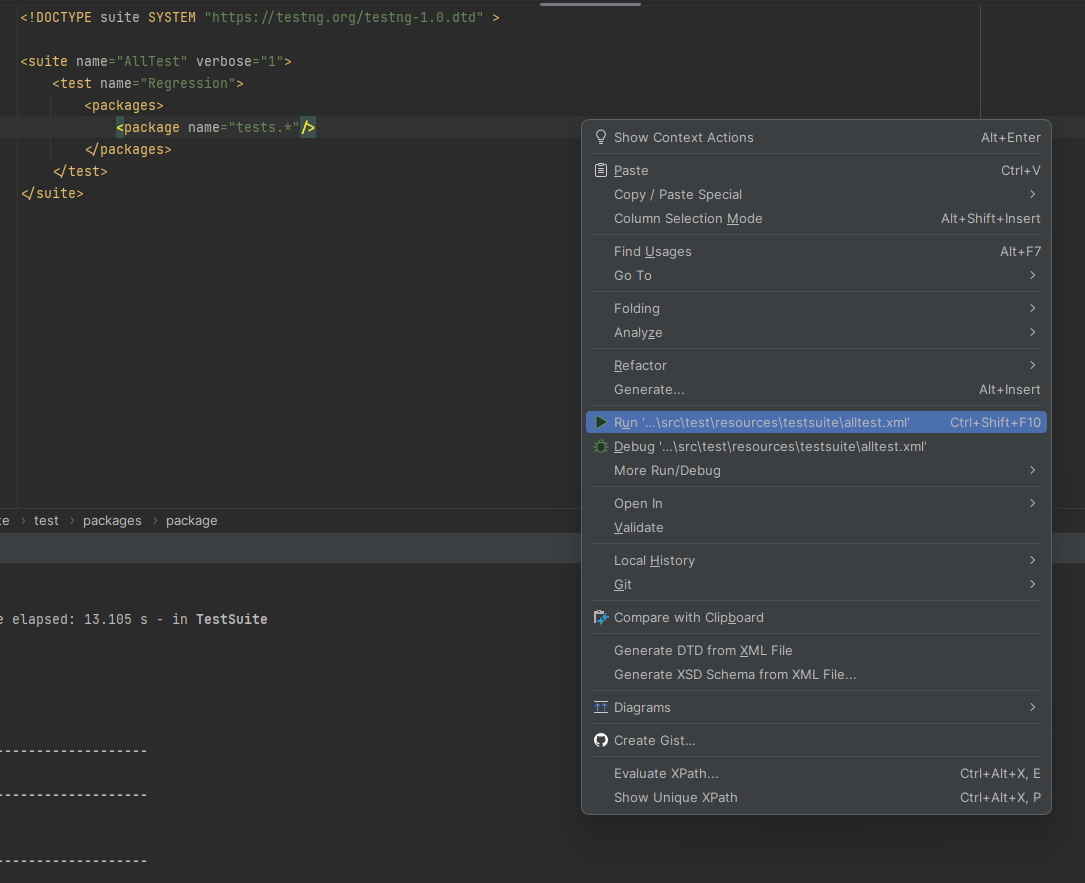 <!DOCTYPE suite SYSTEM "https://testng.org/testng-1.0.dtd" >
<suite name="AllTest" verbose="1">
<test name="Regression">
<packages>
<package name="tests.*"/>
</packages>
</test>
</suite>
te › test › packages › package
e elapsed: 13.105 s - in TestSuite
-------------------
-------------------
-------------------
Show Context Actions Alt+Enter
Paste Ctrl+V
Copy / Paste Special
Column Selection Mode Alt+Shift+Insert
Find Usages Alt+F7
Go To
Folding
Analyze
Refactor
Generate... Alt+Insert
Run '...\src\test\resources\testsuite\alltest.xml' Ctrl+Shift+F10
Debug '...\src\test\resources\testsuite\alltest.xml'
More Run/Debug
Open In
Validate
Local History
Git
Compare with Clipboard
Generate DTD from XML File
Generate XSD Schema from XML File...
Diagrams
Create Gist...
Evaluate XPath... Ctrl+Alt+X, E
Show Unique XPath Ctrl+Alt+X, P